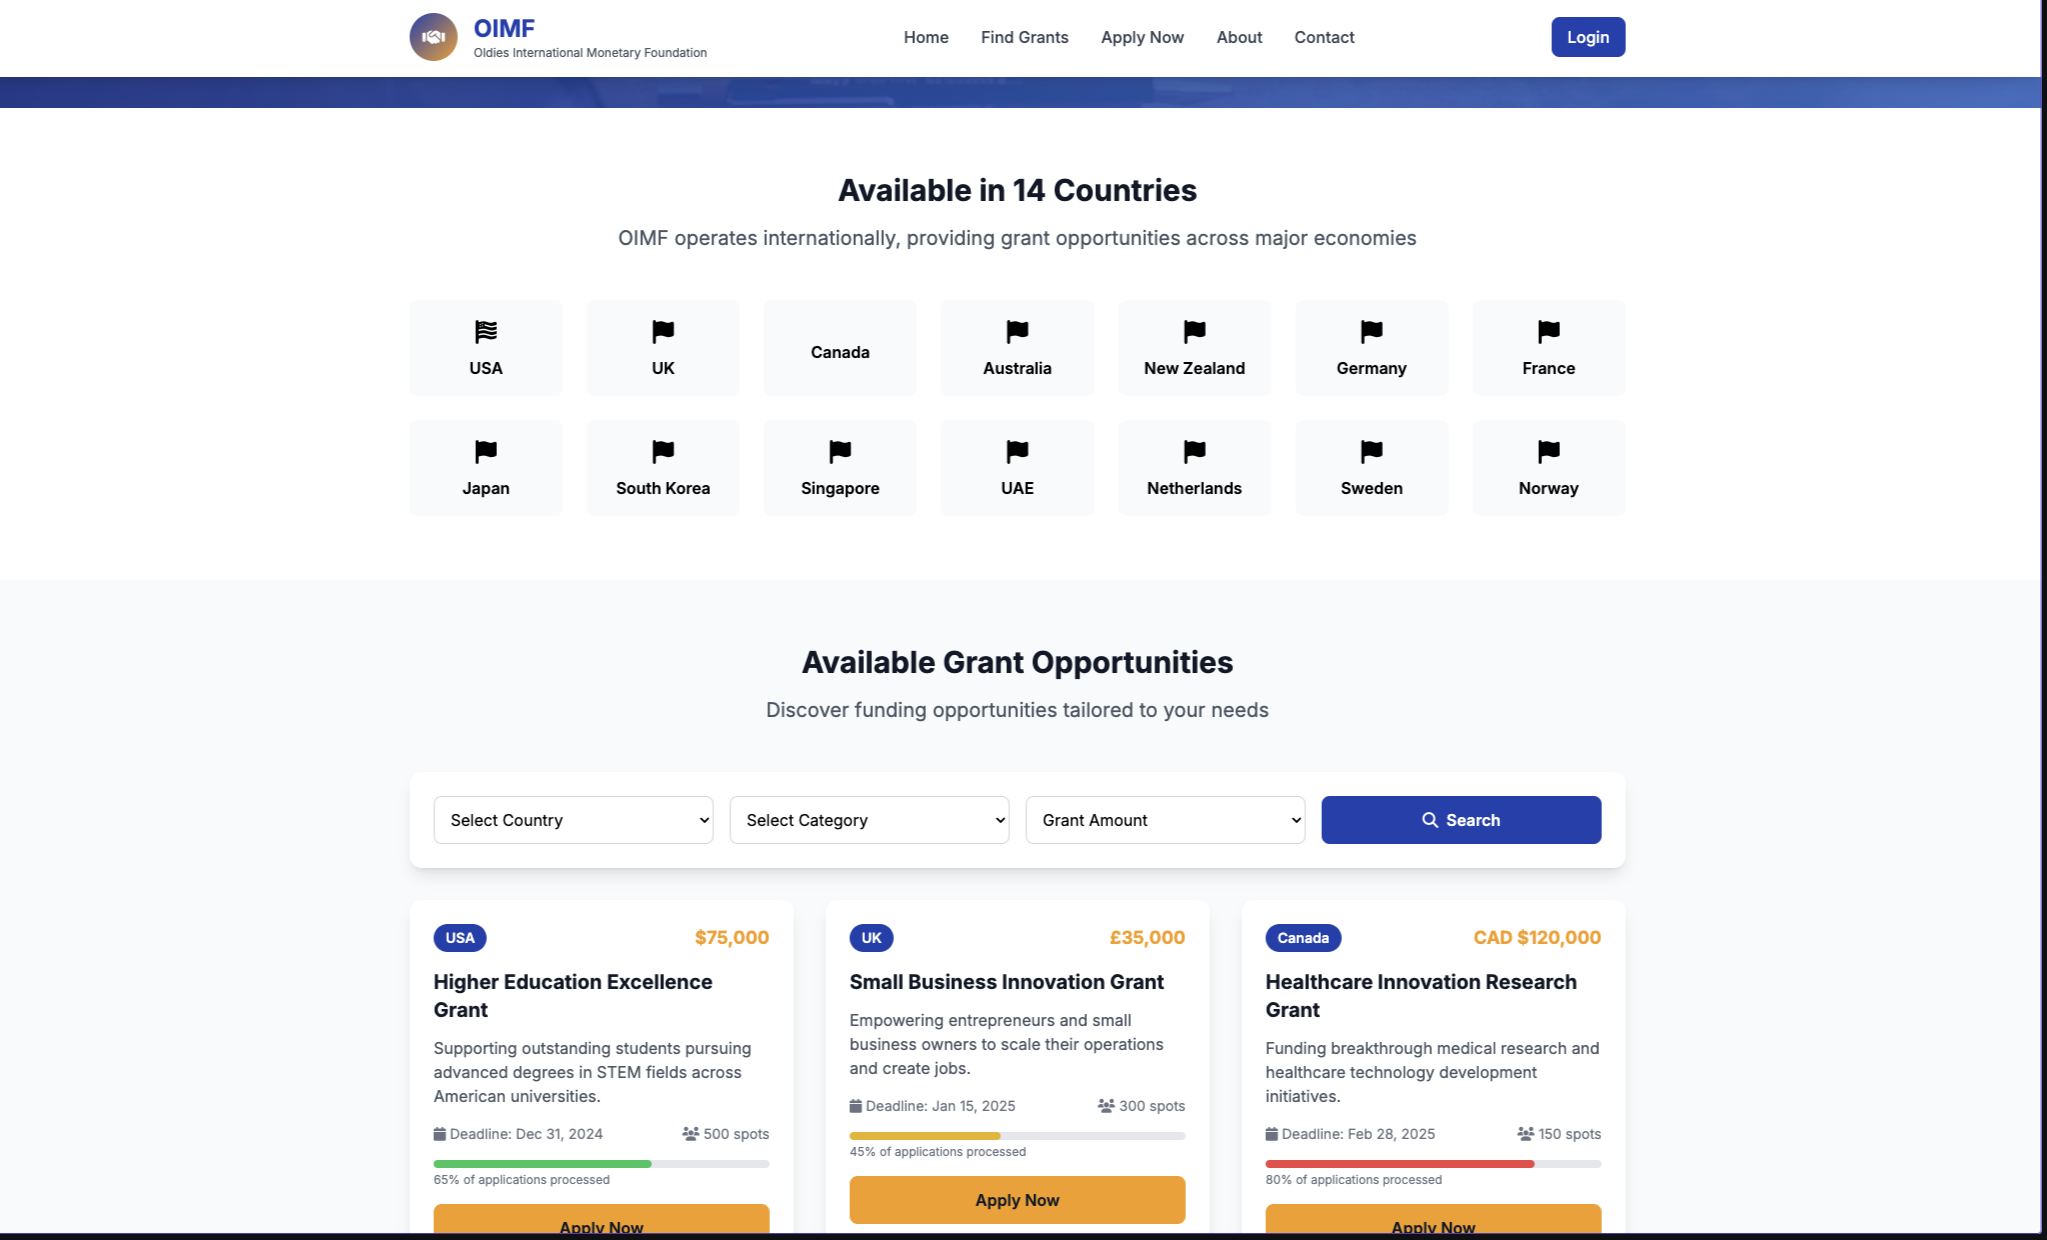 OIMF
Oldies International Monetary Foundation
Home
Find Grants
Apply Now
About
Contact
Login
Available in 14 Countries
OIMF operates internationally, providing grant opportunities across major economies
USA
UK
Canada
Australia
New Zealand
Germany
France
Japan
South Korea
Singapore
UAE
Netherlands
Sweden
Norway
Available Grant Opportunities
Discover funding opportunities tailored to your needs
Select Country
Select Category
Grant Amount
Search
USA
$75,000
Higher Education Excellence
Grant
Supporting outstanding students pursuing
advanced degrees in STEM fields across
American universities.
Deadline: Dec 31, 2024
500 spots
65% of applications processed
Apply Now
UK
£35,000
Small Business Innovation Grant
Empowering entrepreneurs and small
business owners to scale their operations
and create jobs.
Deadline: Jan 15, 2025
300 spots
45% of applications processed
Apply Now
Canada
CAD $120,000
Healthcare Innovation Research
Grant
Funding breakthrough medical research and
healthcare technology development
initiatives.
Deadline: Feb 28, 2025
150 spots
80% of applications processed
Apply Now